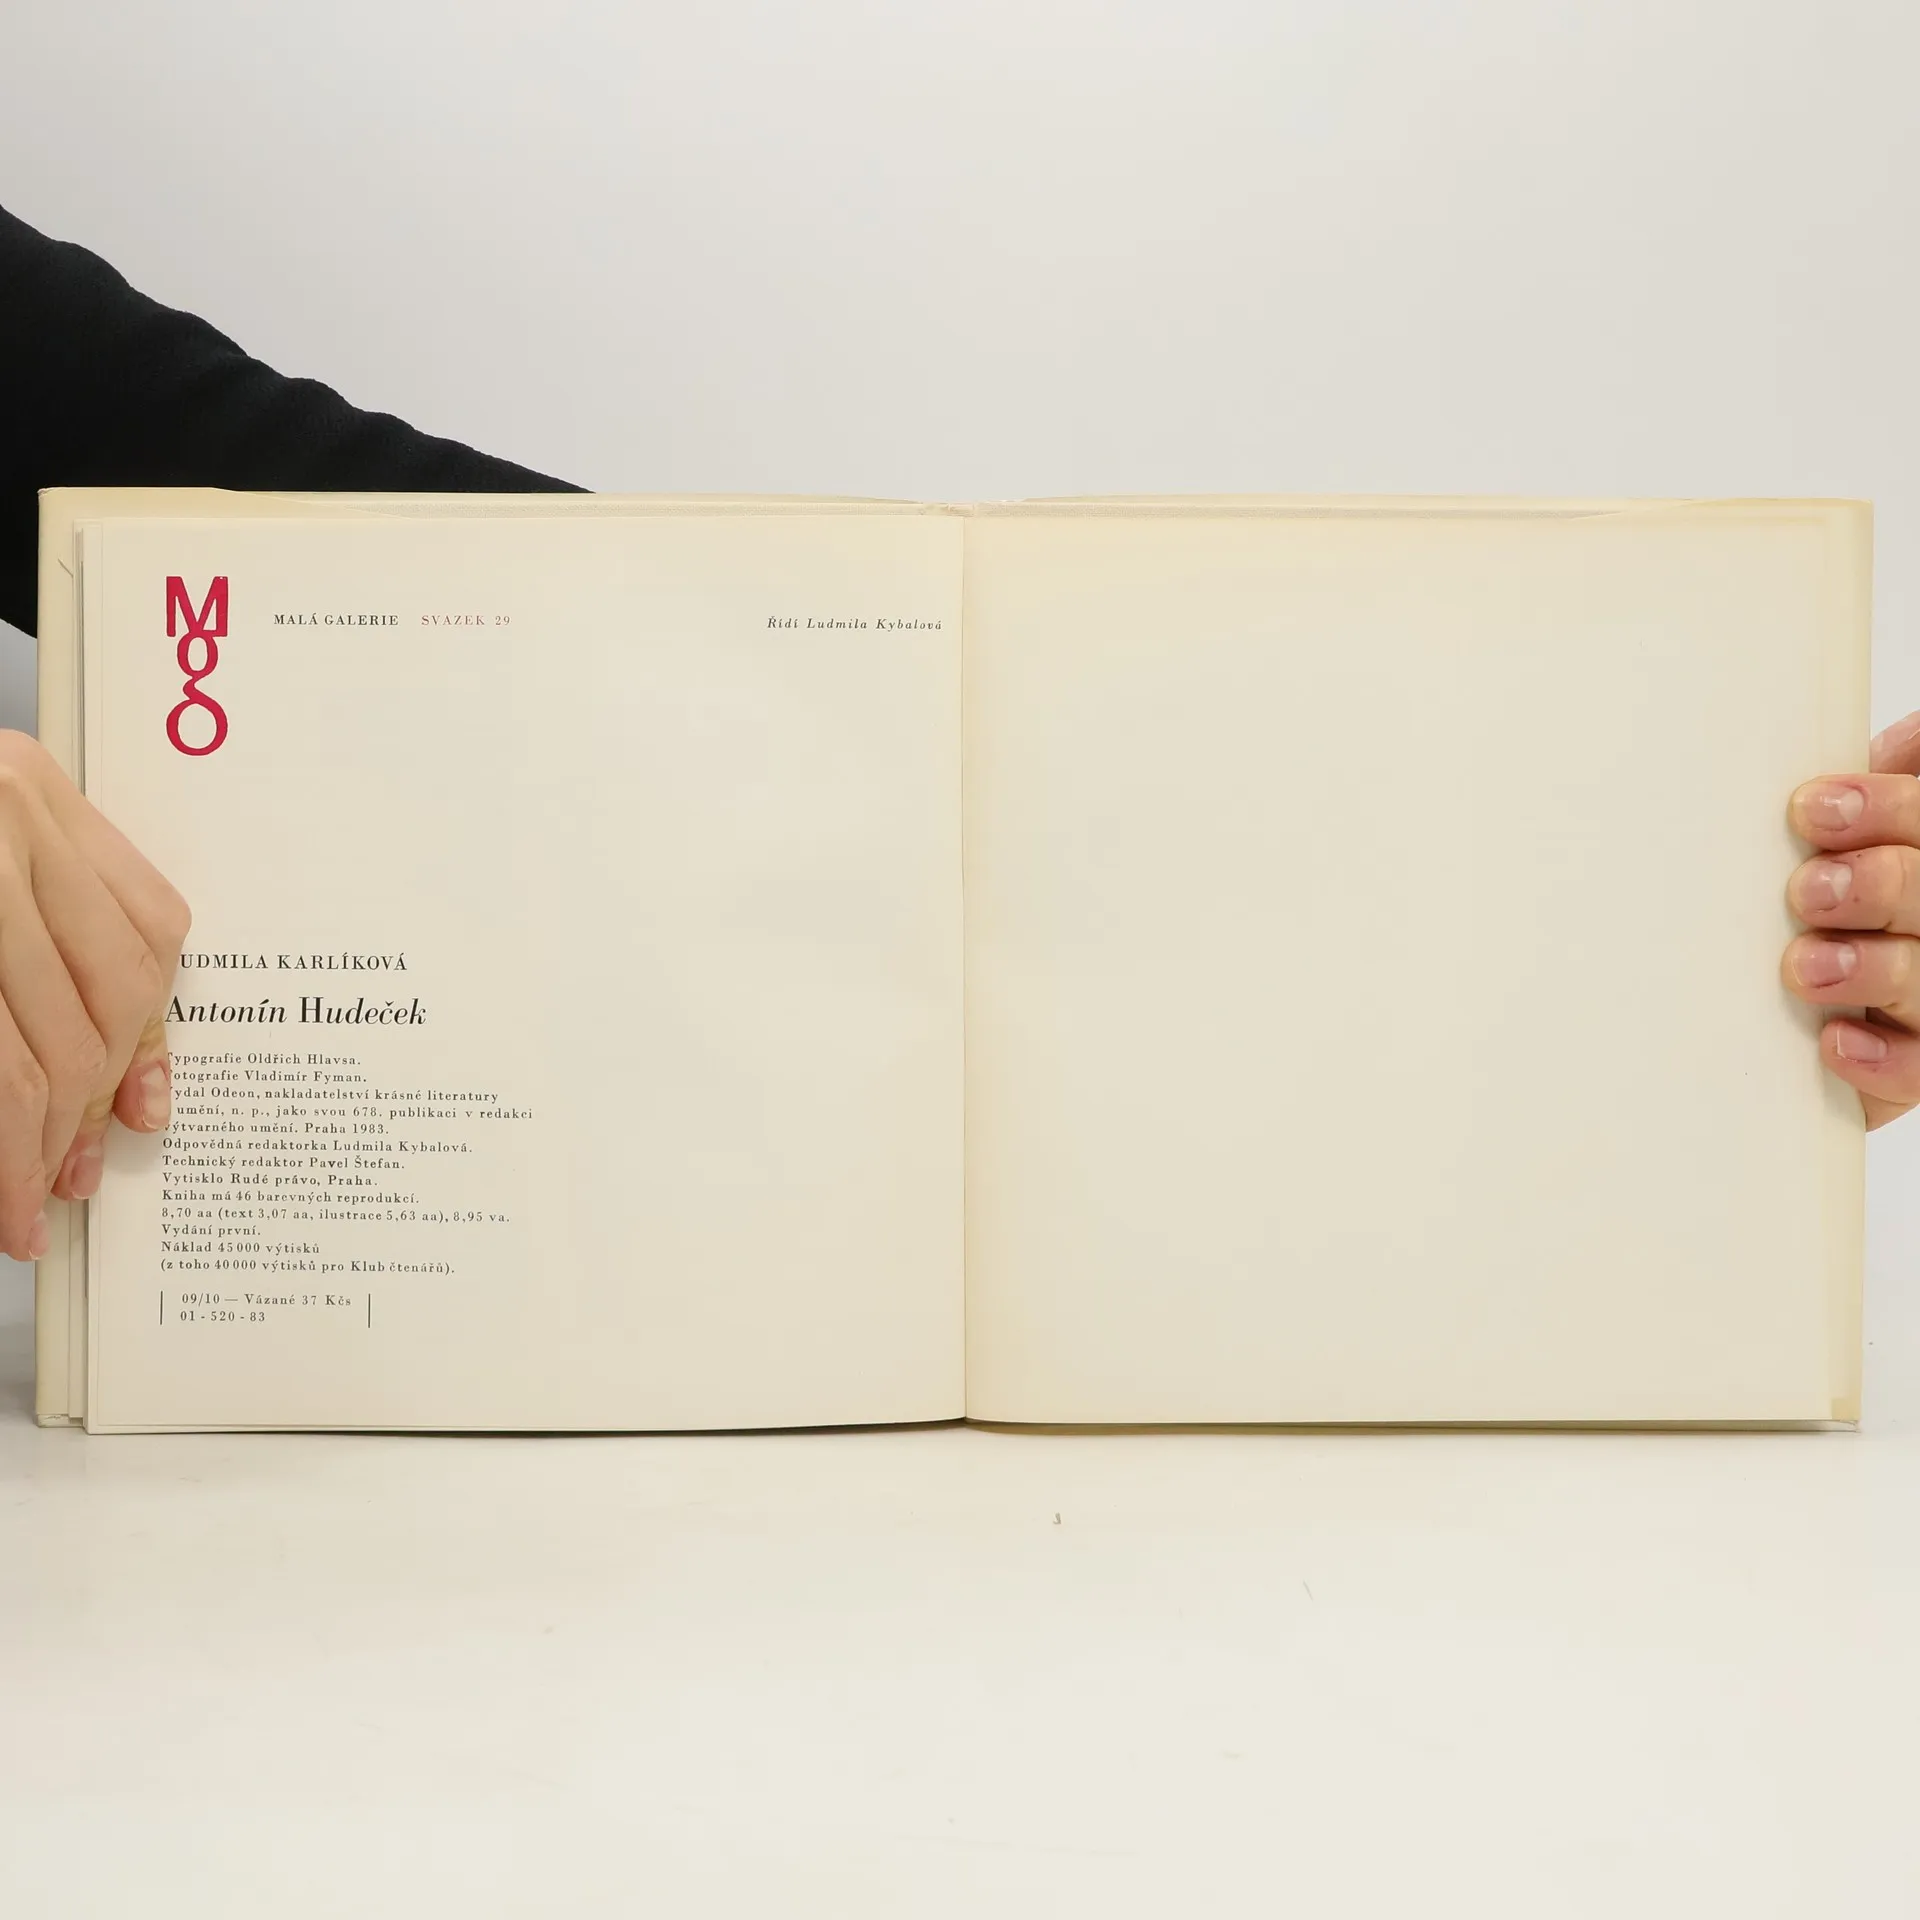 Mg
MALÁ GALERIE SVAZEK 29
Řídí Ludmila Kybalová
UDMILA KARLÍKOVÁ
Antonín Hudeček
Typografie Oldřich Hlavsa.
otografie Vladimír Fyman.
ydal Odeon, nakladatelství krásné literatury
umění, n. p., jako svou 678. publikaci v redakci
výtvarného umění. Praha 1983.
Odpovědná redaktorka Ludmila Kybalová.
Technický redaktor Pavel Štefan.
Vytisklo Rudé právo, Praha.
Kniha má 46 barevných reprodukcí.
8,70 aa (text 3,07 aa, ilustrace 5,63 aa), 8,95 va.
Vydání první.
Náklad 45 000 výtisků
(z toho 40 000 výtisků pro Klub čtenářů).
09/10 — Vázané 37 Kčs
01 - 520 - 83